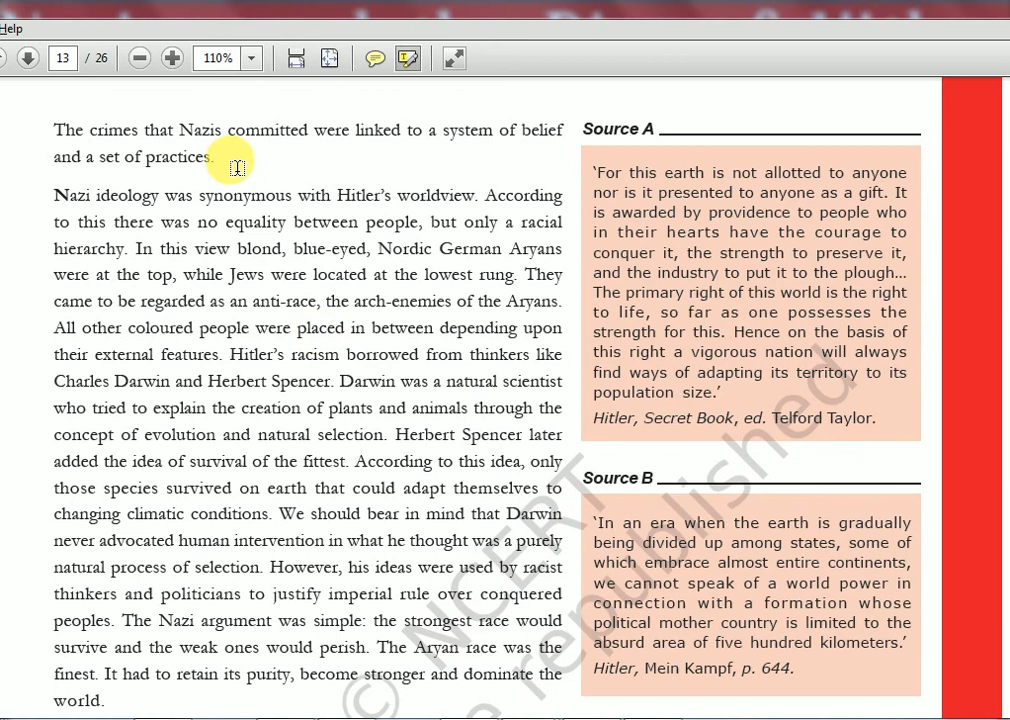 Help
13 / 26
110%
The crimes that Nazis committed were linked to a system of belief
and a set of practices.
Nazi ideology was synonymous with Hitler's worldview. According
to this there was no equality between people, but only a racial
hierarchy. In this view blond, blue-eyed, Nordic German Aryans
were at the top, while Jews were located at the lowest rung. They
came to be regarded as an anti-race, the arch-enemies of the Aryans.
All other coloured people were placed in between depending upon
their external features. Hitler's racism borrowed from thinkers like
Charles Darwin and Herbert Spencer. Darwin was a natural scientist
who tried to explain the creation of plants and animals through the
concept of evolution and natural selection. Herbert Spencer later
added the idea of survival of the fittest. According to this idea, only
those species survived on earth that could adapt themselves to
changing climatic conditions. We should bear in mind that Darwin
never advocated human intervention in what he thought was a purely
natural process of selection. However, his ideas were used by racist
thinkers and politicians to justify imperial rule over conquered
peoples. The Nazi argument was simple: the strongest race would
survive and the weak ones would perish. The Aryan race was the
finest. It had to retain its purity, become stronger and dominate the
world.
Source A
'For this earth is not allotted to anyone
nor is it presented to anyone as a gift. It
is awarded by providence to people who
in their hearts have the courage to
conquer it, the strength to preserve it,
and the industry to put it to the plough…
The primary right of this world is the right
to life, so far as one possesses the
strength for this. Hence on the basis of
this right a vigorous nation will always
find ways of adapting its territory to its
population size.'
Hitler, Secret Book, ed. Telford Taylor.
Source B
'In an era when the earth is gradually
being divided up among states, some of
which embrace almost entire continents,
we cannot speak of a world power in
connection with a formation whose
political mother country is limited to the
absurd area of five hundred kilometers.'
Hitler, Mein Kampf, p. 644.
© NCERT
be republished